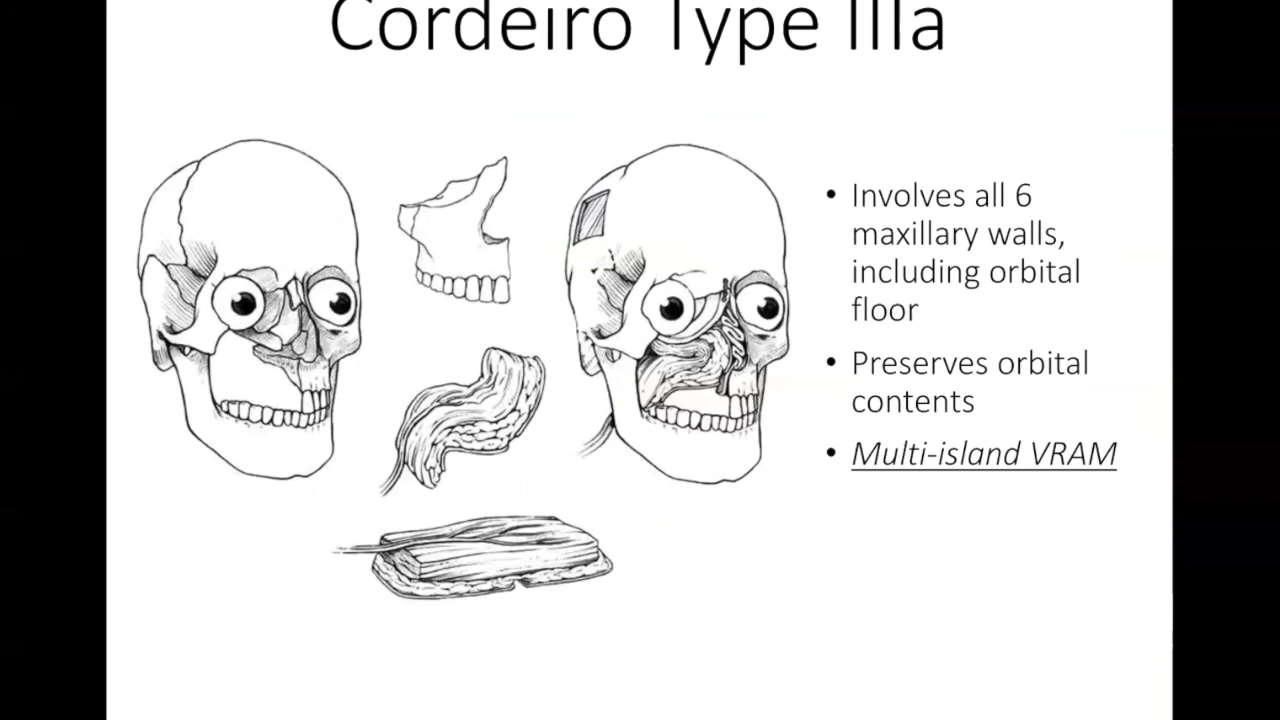 Cordeiro Type IIIa
• Involves all 6
maxillary walls,
including orbital
floor
• Preserves orbital
contents
• Multi-island VRAM